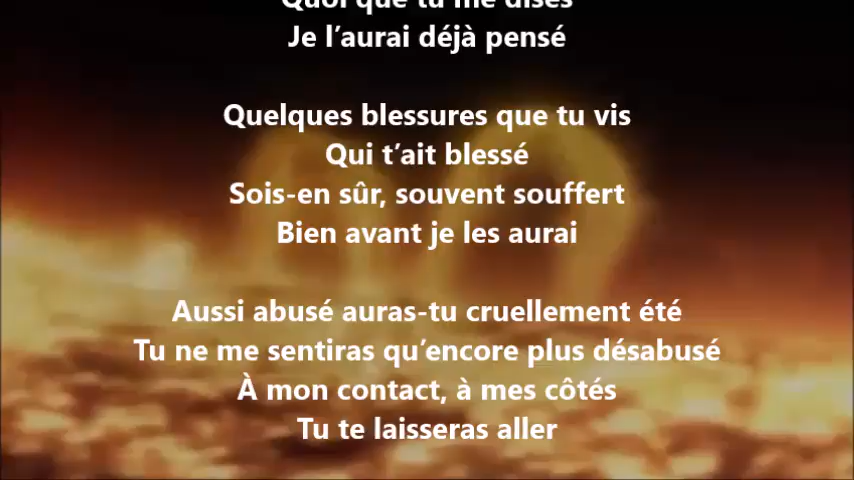 Quoi que tu me dises
Je l’aurai déjà pensé
Quelques blessures que tu vis
Qui t’ait blessé
Sois-en sûr, souvent souffert
Bien avant je les aurai
Aussi abusé auras-tu cruellement été
Tu ne me sentiras qu’encore plus désabusé
À mon contact, à mes côtés
Tu te laisseras aller